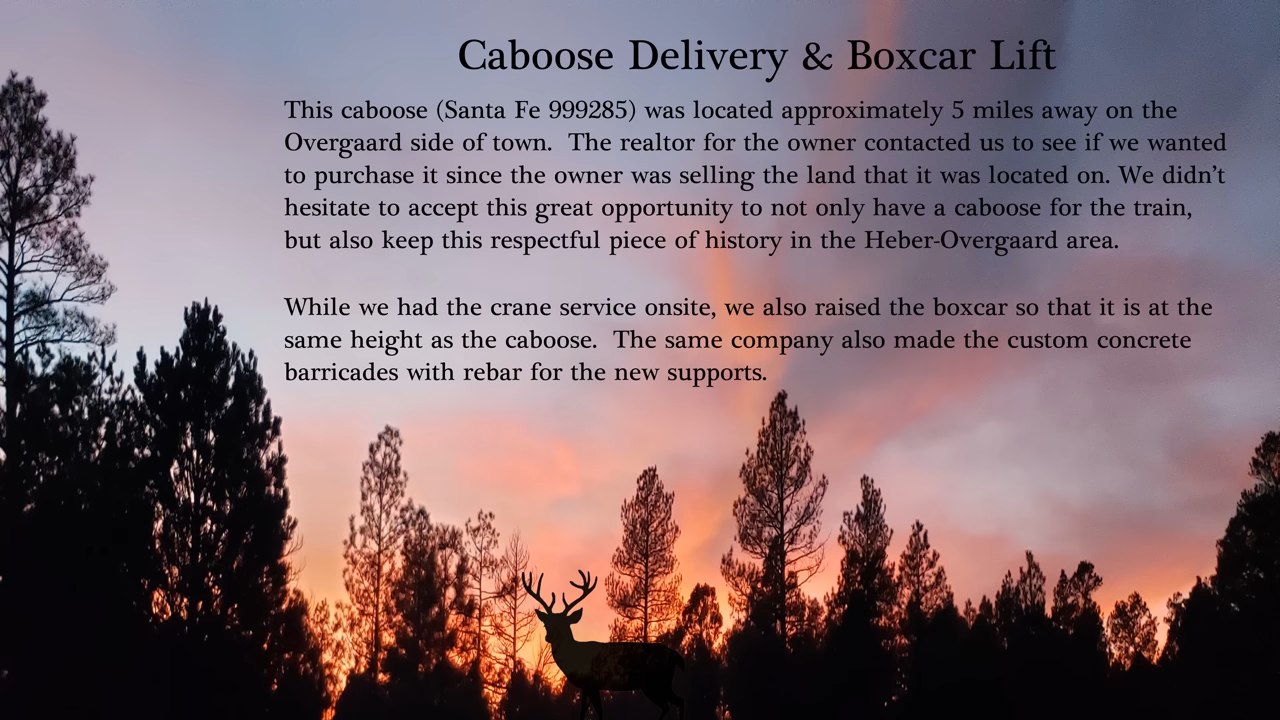 Caboose Delivery & Boxcar Lift
This caboose (Santa Fe 999285) was located approximately 5 miles away on the
Overgaard side of town.  The realtor for the owner contacted us to see if we wanted
to purchase it since the owner was selling the land that it was located on. We didn’t
hesitate to accept this great opportunity to not only have a caboose for the train,
but also keep this respectful piece of history in the Heber-Overgaard area.
While we had the crane service onsite, we also raised the boxcar so that it is at the
same height as the caboose.  The same company also made the custom concrete
barricades with rebar for the new supports.